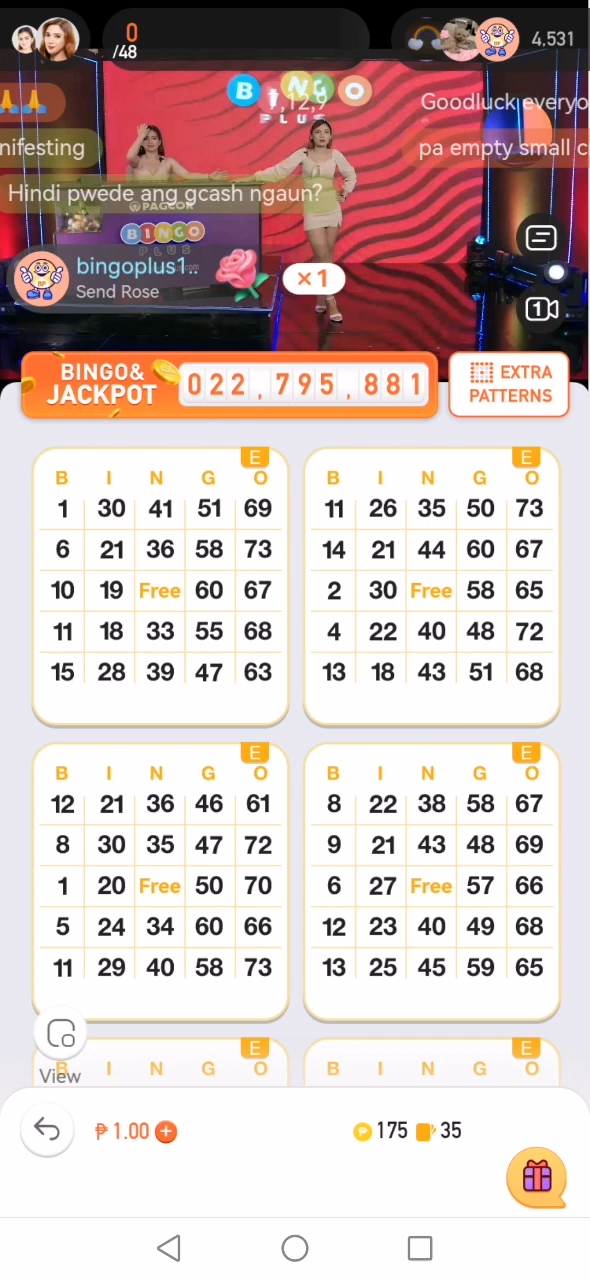 0
/48
4,531
BINGO
PLUS
Goodluck everyo
nifesting
pa empty small c
Hindi pwede ang gcash ngaun?
PAGCOR
BINGO
PLUS
.com
bingoplus1..
Send Rose
BP
×1
1
BINGO&
JACKPOT
022,795,881
EXTRA
PATTERNS
E
B I N G O
1 30 41 51 69
6 21 36 58 73
10 19 Free 60 67
11 18 33 55 68
15 28 39 47 63
E
B I N G O
11 26 35 50 73
14 21 44 60 67
2 30 Free 58 65
4 22 40 48 72
13 18 43 51 68
E
B I N G O
12 21 36 46 61
8 30 35 47 72
1 20 Free 50 70
5 24 34 60 66
11 29 40 58 73
E
B I N G O
8 22 38 58 67
9 21 43 48 69
6 27 Free 57 66
12 23 40 49 68
13 25 45 59 65
E
B I N G O
E
B I N G O
View
₱ 1.00
P 175 35